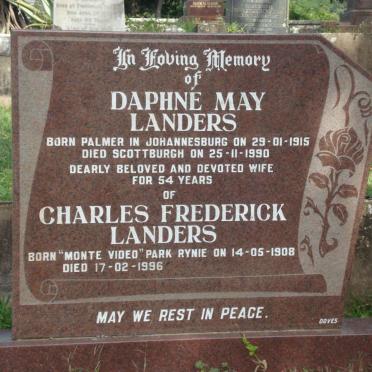 In Loving Memory
of
DAPHNE MAY
LANDERS
BORN PALMER IN JOHANNESBURG ON 29-01-1915
DIED SCOTTBURGH ON 25-11-1990
DEARLY BELOVED AND DEVOTED WIFE
FOR 54 YEARS
OF
CHARLES FREDERICK
LANDERS
BORN "MONTE VIDEO" PARK RYNIE ON 14-05-1908
DIED 17-02-1996
MAY WE REST IN PEACE.
DOVES